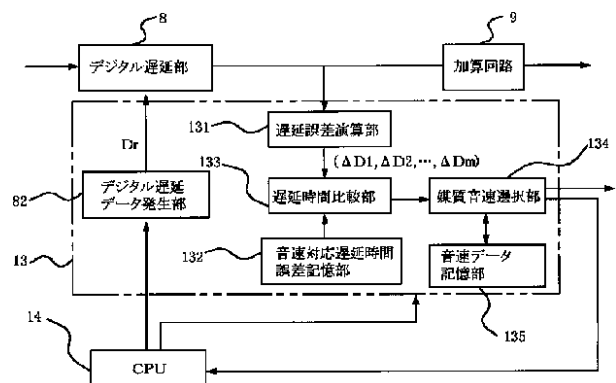 8
9
デジタル遅延部
加算回路
131
遅延誤差演算部
Dr
(ΔD1, ΔD2, …, ΔDm)
134
133
82
デジタル遅延
データ発生部
遅延時間比較部
媒質音速選択部
132
音速対応遅延時間
誤差記憶部
音速データ
記憶部
13
135
14
CPU